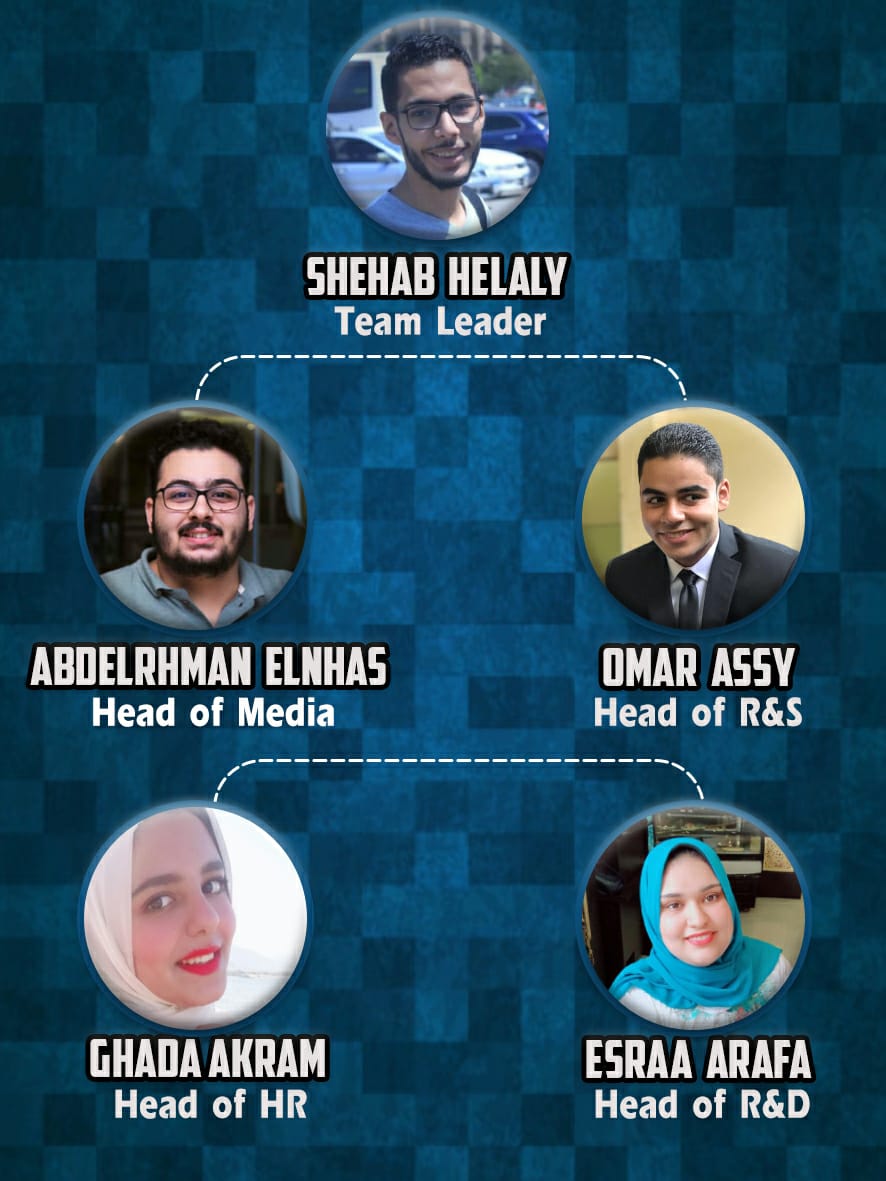 SHEHAB HELALY
Team Leader
ABDELRHMAN ELNHAS
Head of Media
OMAR ASSY
Head of R&S
GHADA AKRAM
Head of HR
ESRAA ARAFA
Head of R&D